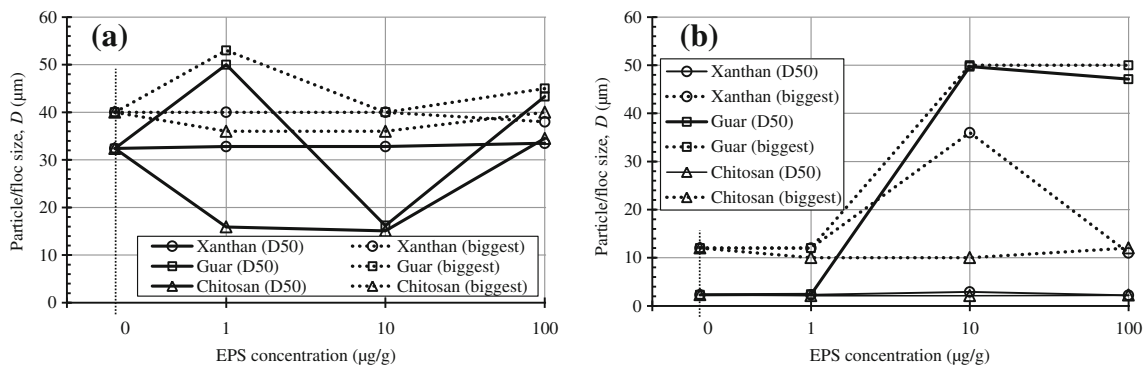 (a)
Particle/floc size, D (μm)
60
50
40
30
20
10
0
Xanthan (D50)
Xanthan (biggest)
Guar (D50)
Guar (biggest)
Chitosan (D50)
Chitosan (biggest)
0 1 10 100
EPS concentration (μg/g)
(b)
Particle/floc size, D (μm)
60
50
40
30
20
10
0
Xanthan (D50)
Xanthan (biggest)
Guar (D50)
Guar (biggest)
Chitosan (D50)
Chitosan (biggest)
0 1 10 100
EPS concentration (μg/g)